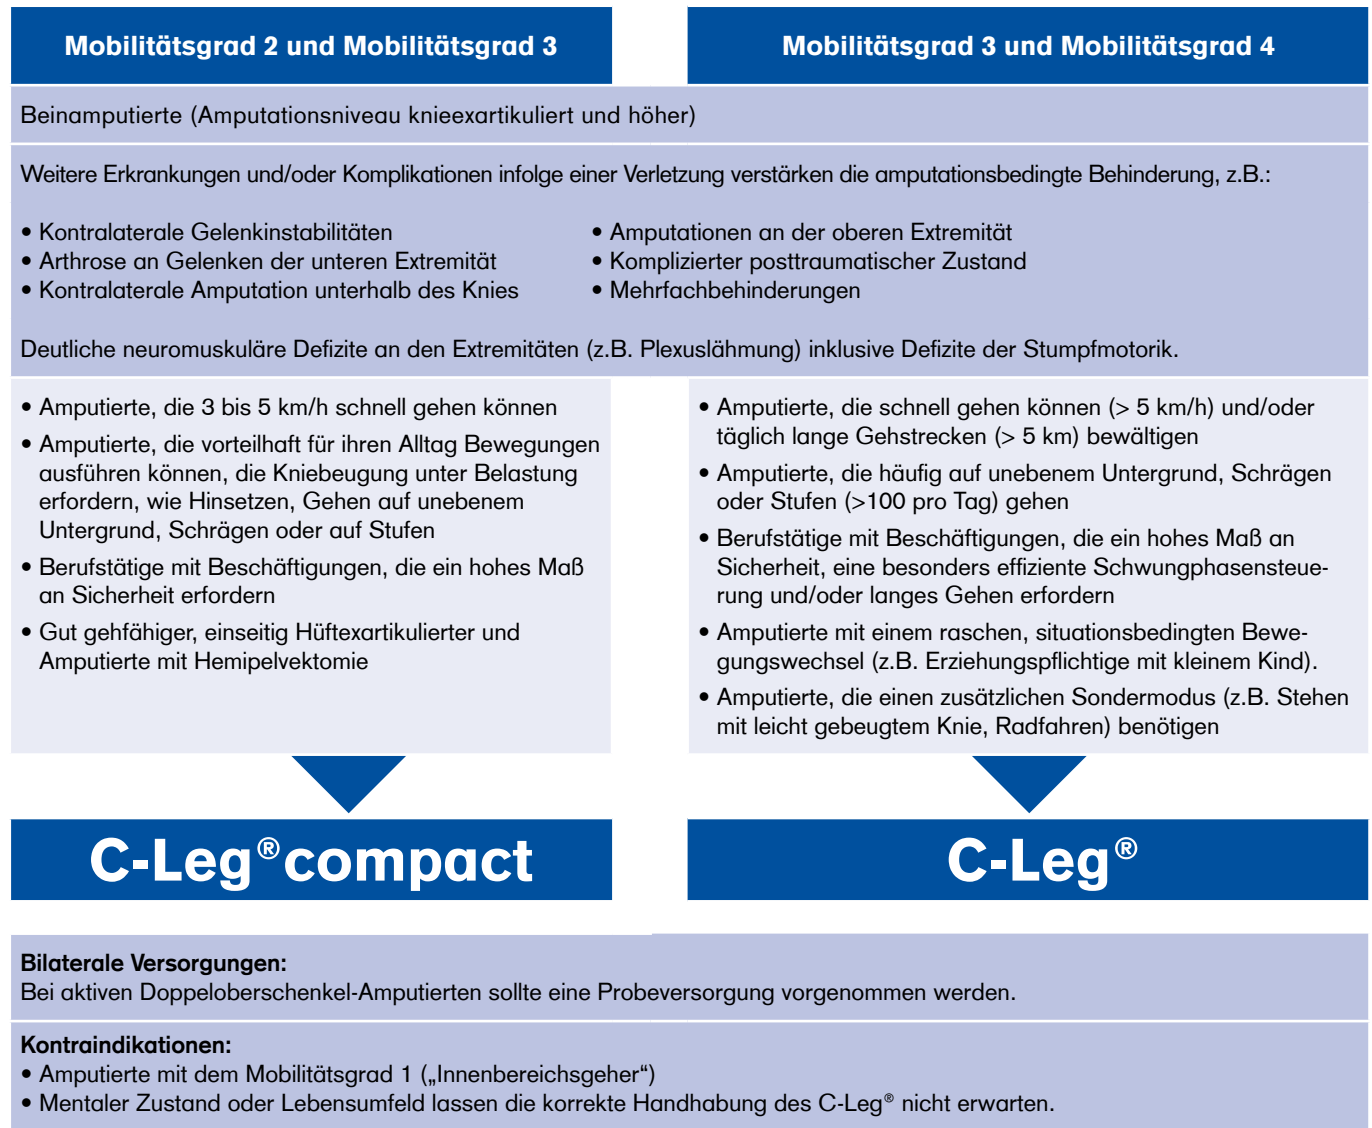 Mobilitätsgrad 2 und Mobilitätsgrad 3
Mobilitätsgrad 3 und Mobilitätsgrad 4
Beinamputierte (Amputationsniveau knieexartikuliert und höher)
Weitere Erkrankungen und/oder Komplikationen infolge einer Verletzung verstärken die amputationsbedingte Behinderung, z.B.:
• Kontralaterale Gelenkinstabilitäten
• Arthrose an Gelenken der unteren Extremität
• Kontralaterale Amputation unterhalb des Knies
• Amputationen an der oberen Extremität
• Komplizierter posttraumatischer Zustand
• Mehrfachbehinderungen
Deutliche neuromuskuläre Defizite an den Extremitäten (z.B. Plexuslähmung) inklusive Defizite der Stumpfmotorik.
• Amputierte, die 3 bis 5 km/h schnell gehen können
• Amputierte, die vorteilhaft für ihren Alltag Bewegungen
ausführen können, die Kniebeugung unter Belastung
erfordern, wie Hinsetzen, Gehen auf unebenem
Untergrund, Schrägen oder auf Stufen
• Berufstätige mit Beschäftigungen, die ein hohes Maß
an Sicherheit erfordern
• Gut gehfähiger, einseitig Hüftexartikulierter und
Amputierte mit Hemipelvektomie
• Amputierte, die schnell gehen können (> 5 km/h) und/oder
täglich lange Gehstrecken (> 5 km) bewältigen
• Amputierte, die häufig auf unebenem Untergrund, Schrägen
oder Stufen (>100 pro Tag) gehen
• Berufstätige mit Beschäftigungen, die ein hohes Maß an
Sicherheit, eine besonders effiziente Schwungphasensteue-
rung und/oder langes Gehen erfordern
• Amputierte mit einem raschen, situationsbedingten Bewe-
gungswechsel (z.B. Erziehungspflichtige mit kleinem Kind).
• Amputierte, die einen zusätzlichen Sondermodus (z.B. Stehen
mit leicht gebeugtem Knie, Radfahren) benötigen
C-Leg®compact
C-Leg®
Bilaterale Versorgungen:
Bei aktiven Doppeloberschenkel-Amputierten sollte eine Probeversorgung vorgenommen werden.
Kontraindikationen:
• Amputierte mit dem Mobilitätsgrad 1 („Innenbereichsgeher“)
• Mentaler Zustand oder Lebensumfeld lassen die korrekte Handhabung des C-Leg® nicht erwarten.